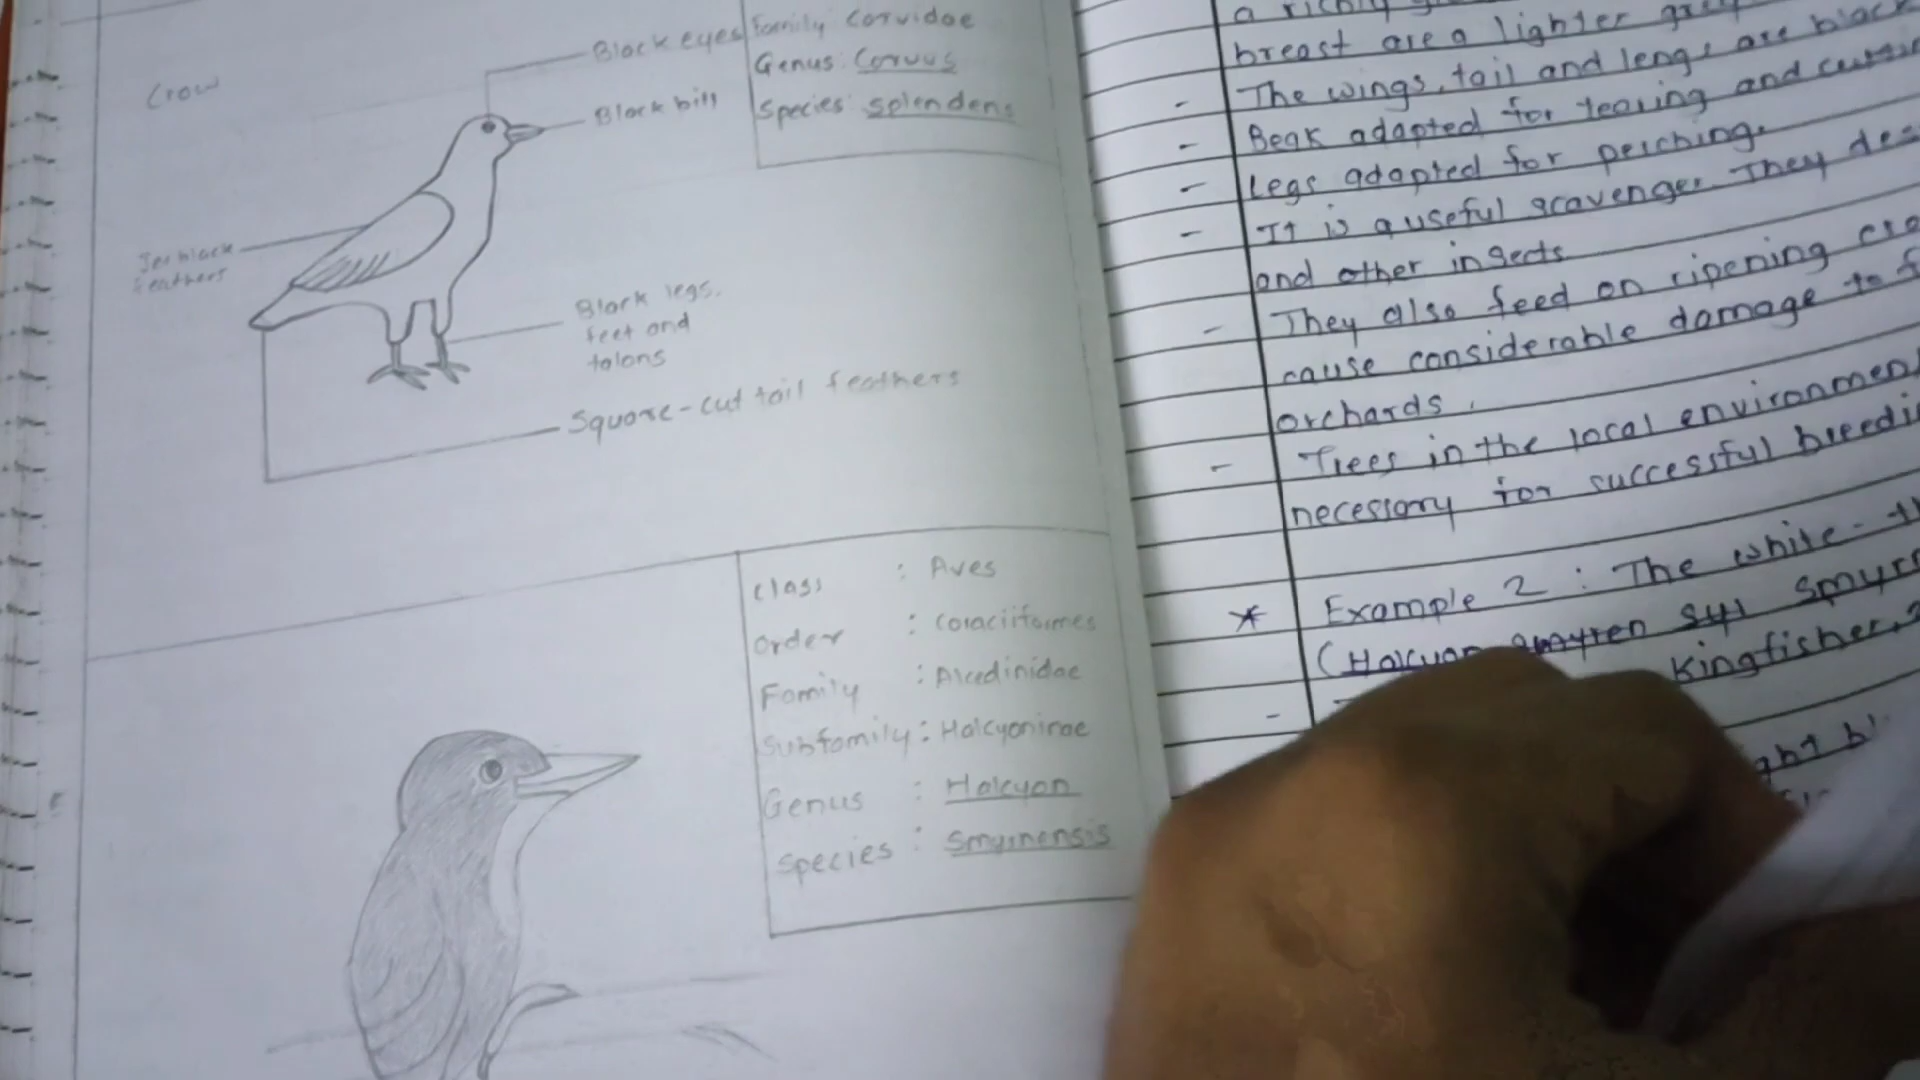 Crow
Black eyes
Black bill
Jet black
feathers
Black legs,
feet and
talons
Square-cut tail feathers
Family Corvidae
Genus: Corvus
Species: splendens
Class : Aves
Order : Coraciiformes
Family : Alcedinidae
Subfamily : Halcyoninae
Genus : Halcyon
Species : Smyrnensis
a richly
breast are a lighter
- The wings, tail and lengs are black
- Beak adapted for tearing and
- Legs adapted for perching.
- It is a useful scavenger. They
and other insects
- They also feed on ripening
cause considerable damage to
orchards.
- Trees in the local environment
necessary for successful
* Example 2 : The white-
(Halcyon
Kingfisher,